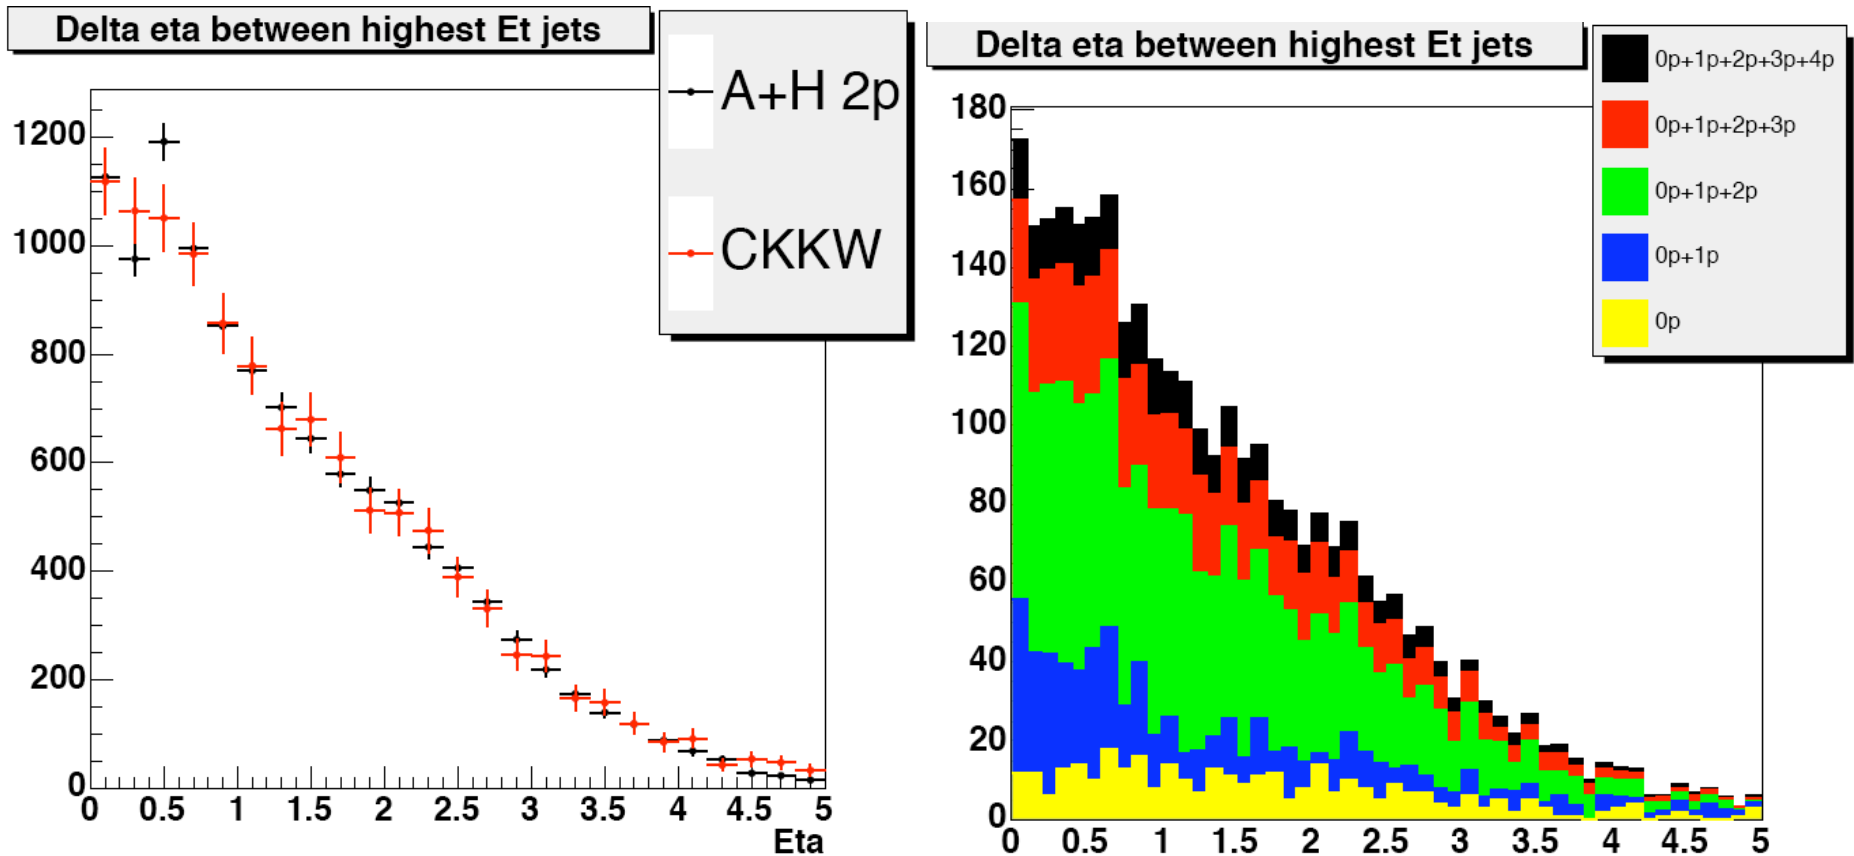 Delta eta between highest Et jets
A+H 2p
CKKW
1200
1000
800
600
400
200
0
0 0.5 1 1.5 2 2.5 3 3.5 4 4.5 5
Eta
Delta eta between highest Et jets
0p+1p+2p+3p+4p
0p+1p+2p+3p
0p+1p+2p
0p+1p
0p
180
160
140
120
100
80
60
40
20
0
0 0.5 1 1.5 2 2.5 3 3.5 4 4.5 5